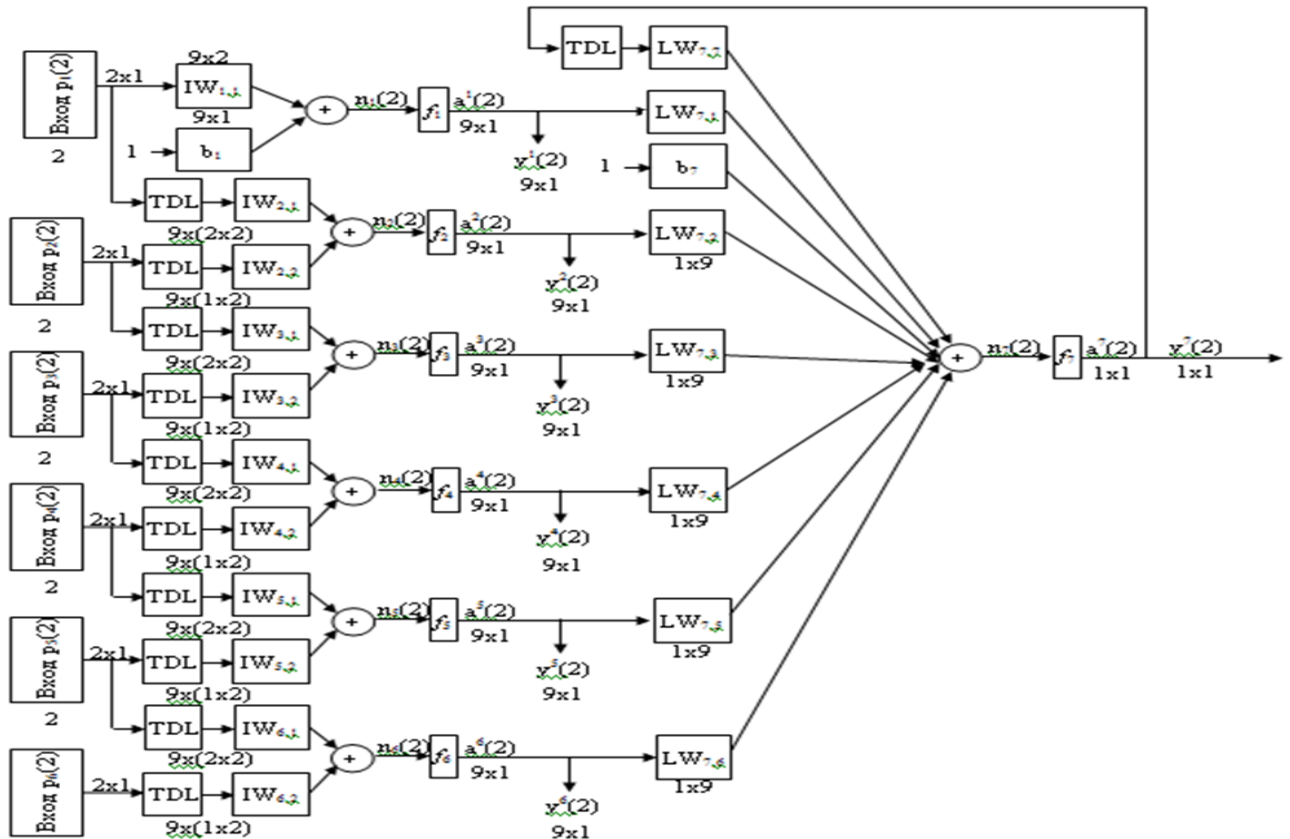 TDL LW₇,₇
Вход p₁(2) 2x1 9x2 IW₁,₁ 9x1
2
1 b₁
+ n₁(2) f₁ a¹(2) 9x1 LW₇,₁
y¹(2)
9x1
1 b₇
TDL IW₂,₁
9x(2x2)
Вход p₂(2) 2x1 TDL IW₂,₂
9x(1x2)
2
+ n₂(2) f₂ a²(2) 9x1 LW₇,₂ 1x9
y²(2)
9x1
TDL IW₃,₁
9x(2x2)
Вход p₃(2) 2x1 TDL IW₃,₂
9x(1x2)
2
+ n₃(2) f₃ a³(2) 9x1 LW₇,₃ 1x9
y³(2)
9x1
+ n₇(2) f₇ a⁷(2) 1x1 y⁷(2) 1x1
TDL IW₄,₁
9x(2x2)
Вход p₄(2) 2x1 TDL IW₄,₂
9x(1x2)
2
+ n₄(2) f₄ a⁴(2) 9x1 LW₇,₄ 1x9
y⁴(2)
9x1
TDL IW₅,₁
9x(2x2)
Вход p₅(2) 2x1 TDL IW₅,₂
9x(1x2)
2
+ n₅(2) f₅ a⁵(2) 9x1 LW₇,₅ 1x9
y⁵(2)
9x1
TDL IW₆,₁
9x(2x2)
Вход p₆(2) 2x1 TDL IW₆,₂
9x(1x2)
+ n₆(2) f₆ a⁶(2) 9x1 LW₇,₆ 1x9
y⁶(2)
9x1